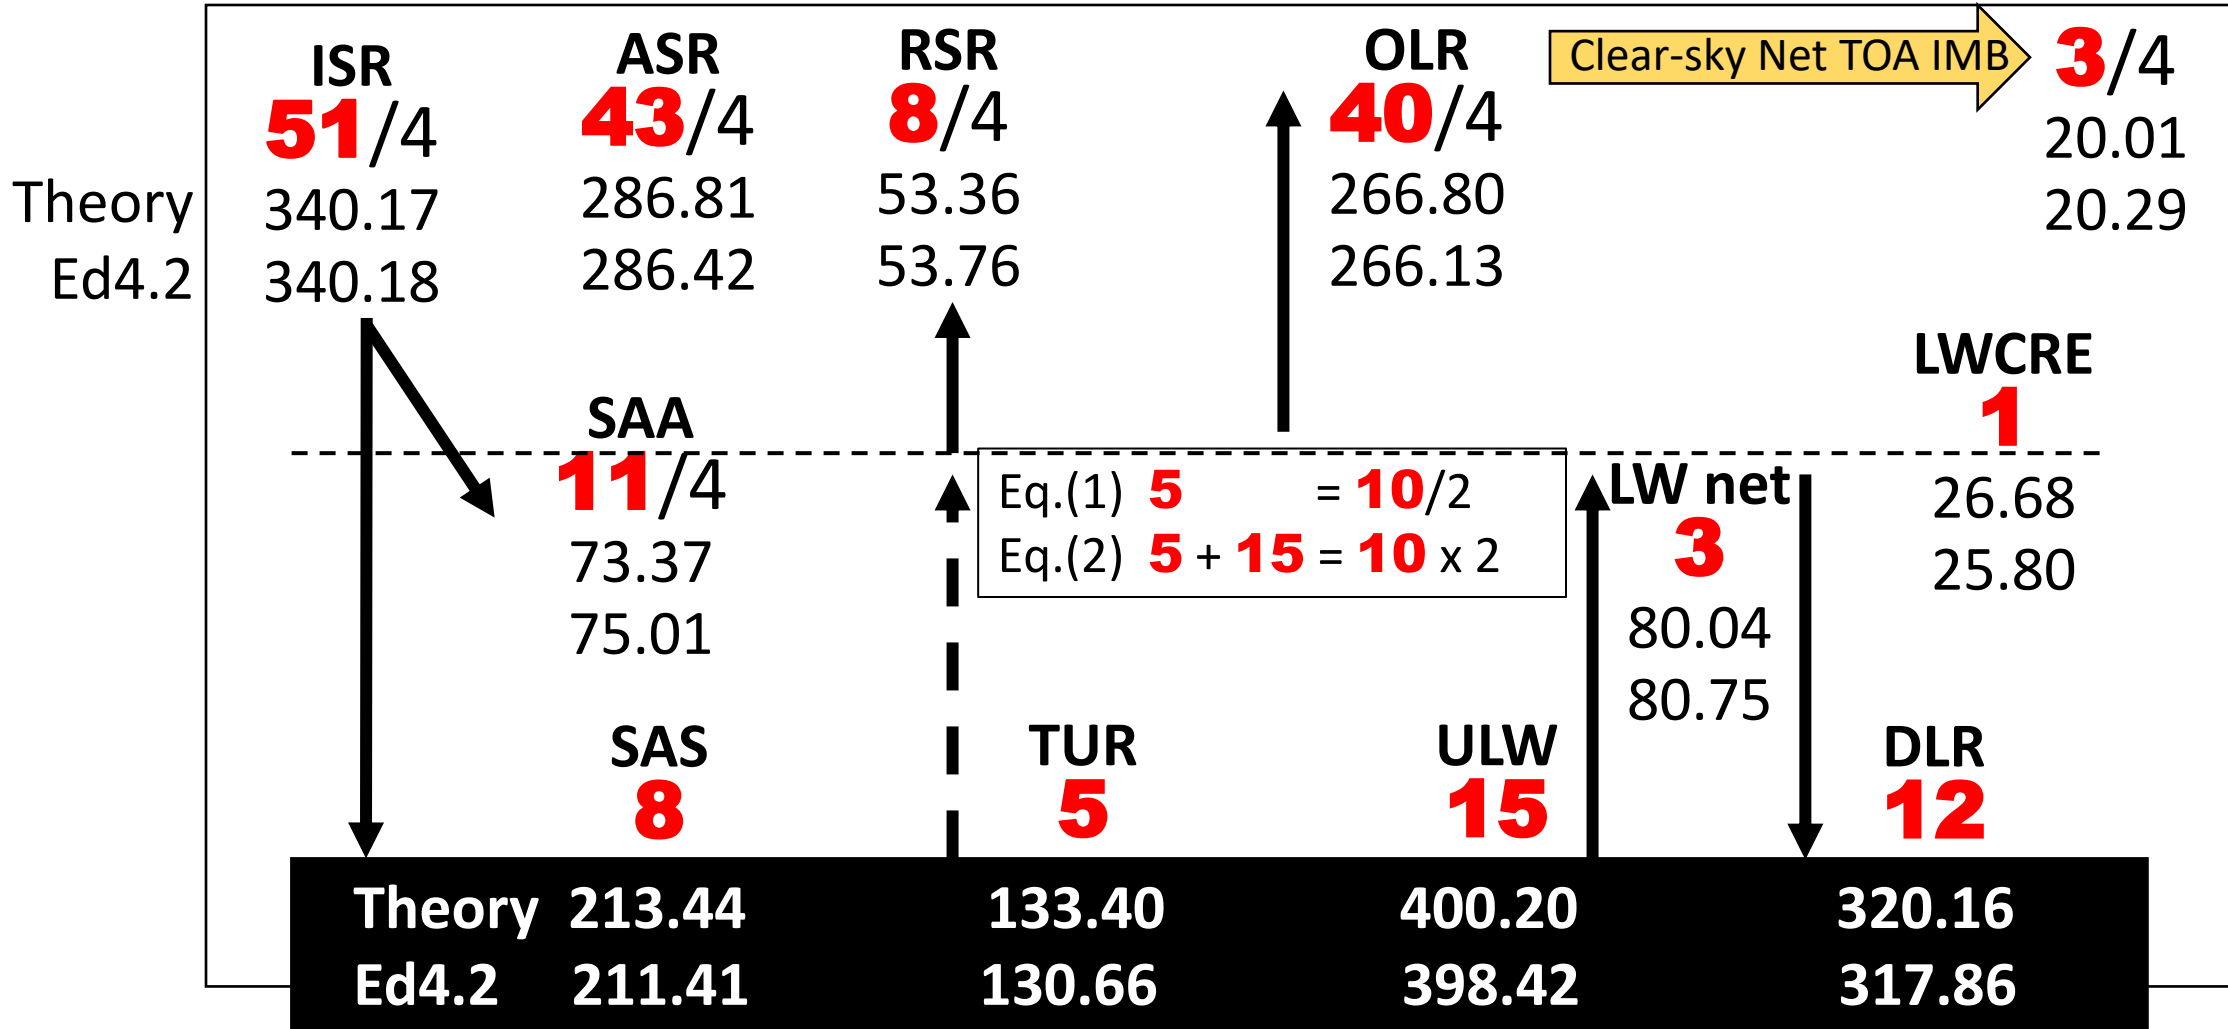 ISR
51/4
340.17
340.18
ASR
43/4
286.81
286.42
RSR
8/4
53.36
53.76
OLR
40/4
266.80
266.13
Clear-sky Net TOA IMB
3/4
20.01
20.29
Theory
Ed4.2
SAA
11/4
73.37
75.01
Eq.(1) 5 = 10/2
Eq.(2) 5 + 15 = 10 x 2
LW net
3
80.04
80.75
LWCRE
1
26.68
25.80
SAS
8
TUR
5
ULW
15
DLR
12
Theory 213.44 133.40 400.20 320.16
Ed4.2 211.41 130.66 398.42 317.86